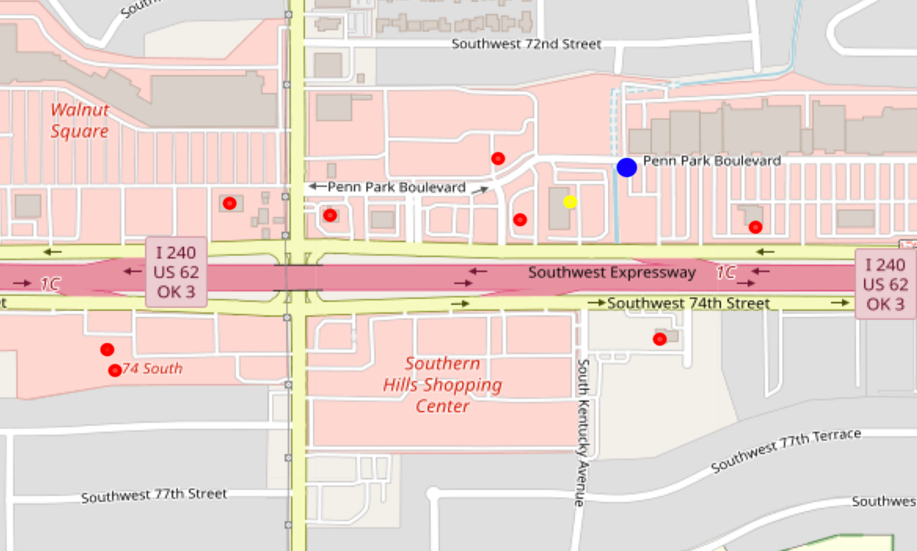 South
Southwest 72nd Street
Walnut
Square
Penn Park Boulevard
Penn Park Boulevard
I 240
US 62
OK 3
1C
Southwest Expressway
1C
I 240
US 62
OK 3
Southwest 74th Street
74 South
Southern
Hills Shopping
Center
South Kentucky Avenue
Southwest 77th Terrace
Southwest 77th Street
Southwes